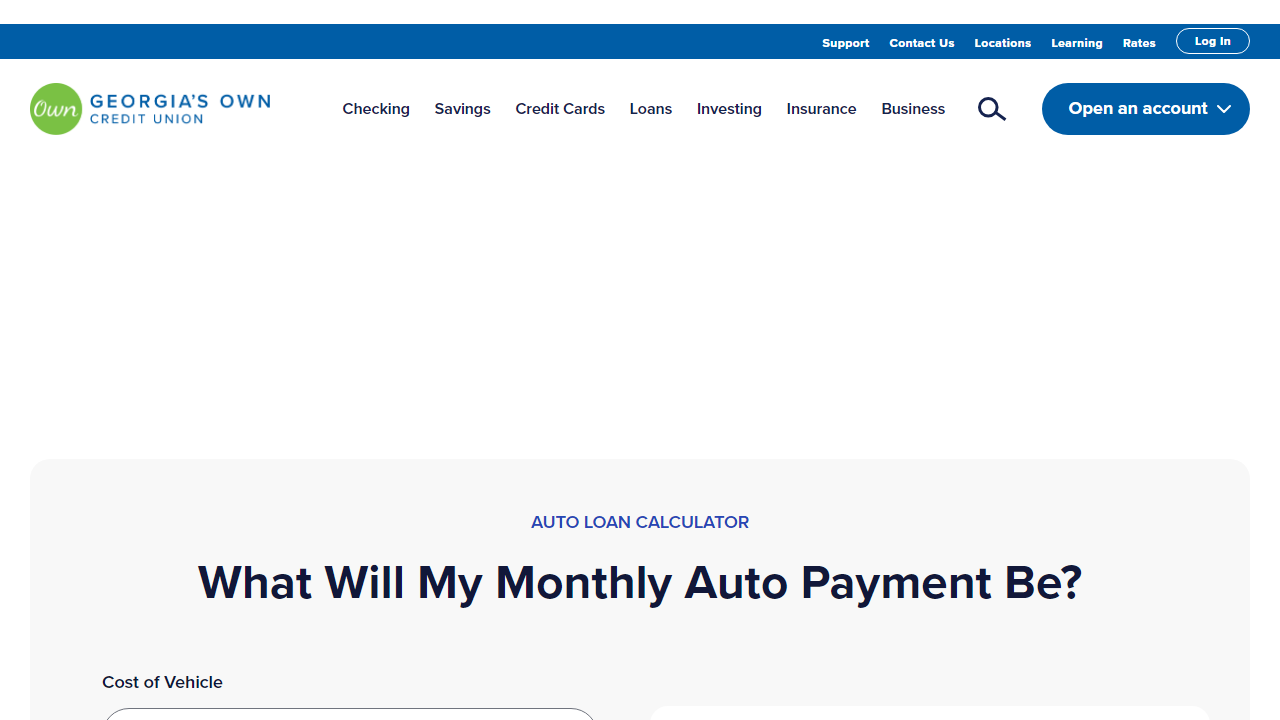 Support Contact Us Locations Learning Rates Log In
Own GEORGIA'S OWN
CREDIT UNION
Checking Savings Credit Cards Loans Investing Insurance Business Open an account
AUTO LOAN CALCULATOR
What Will My Monthly Auto Payment Be?
Cost of Vehicle